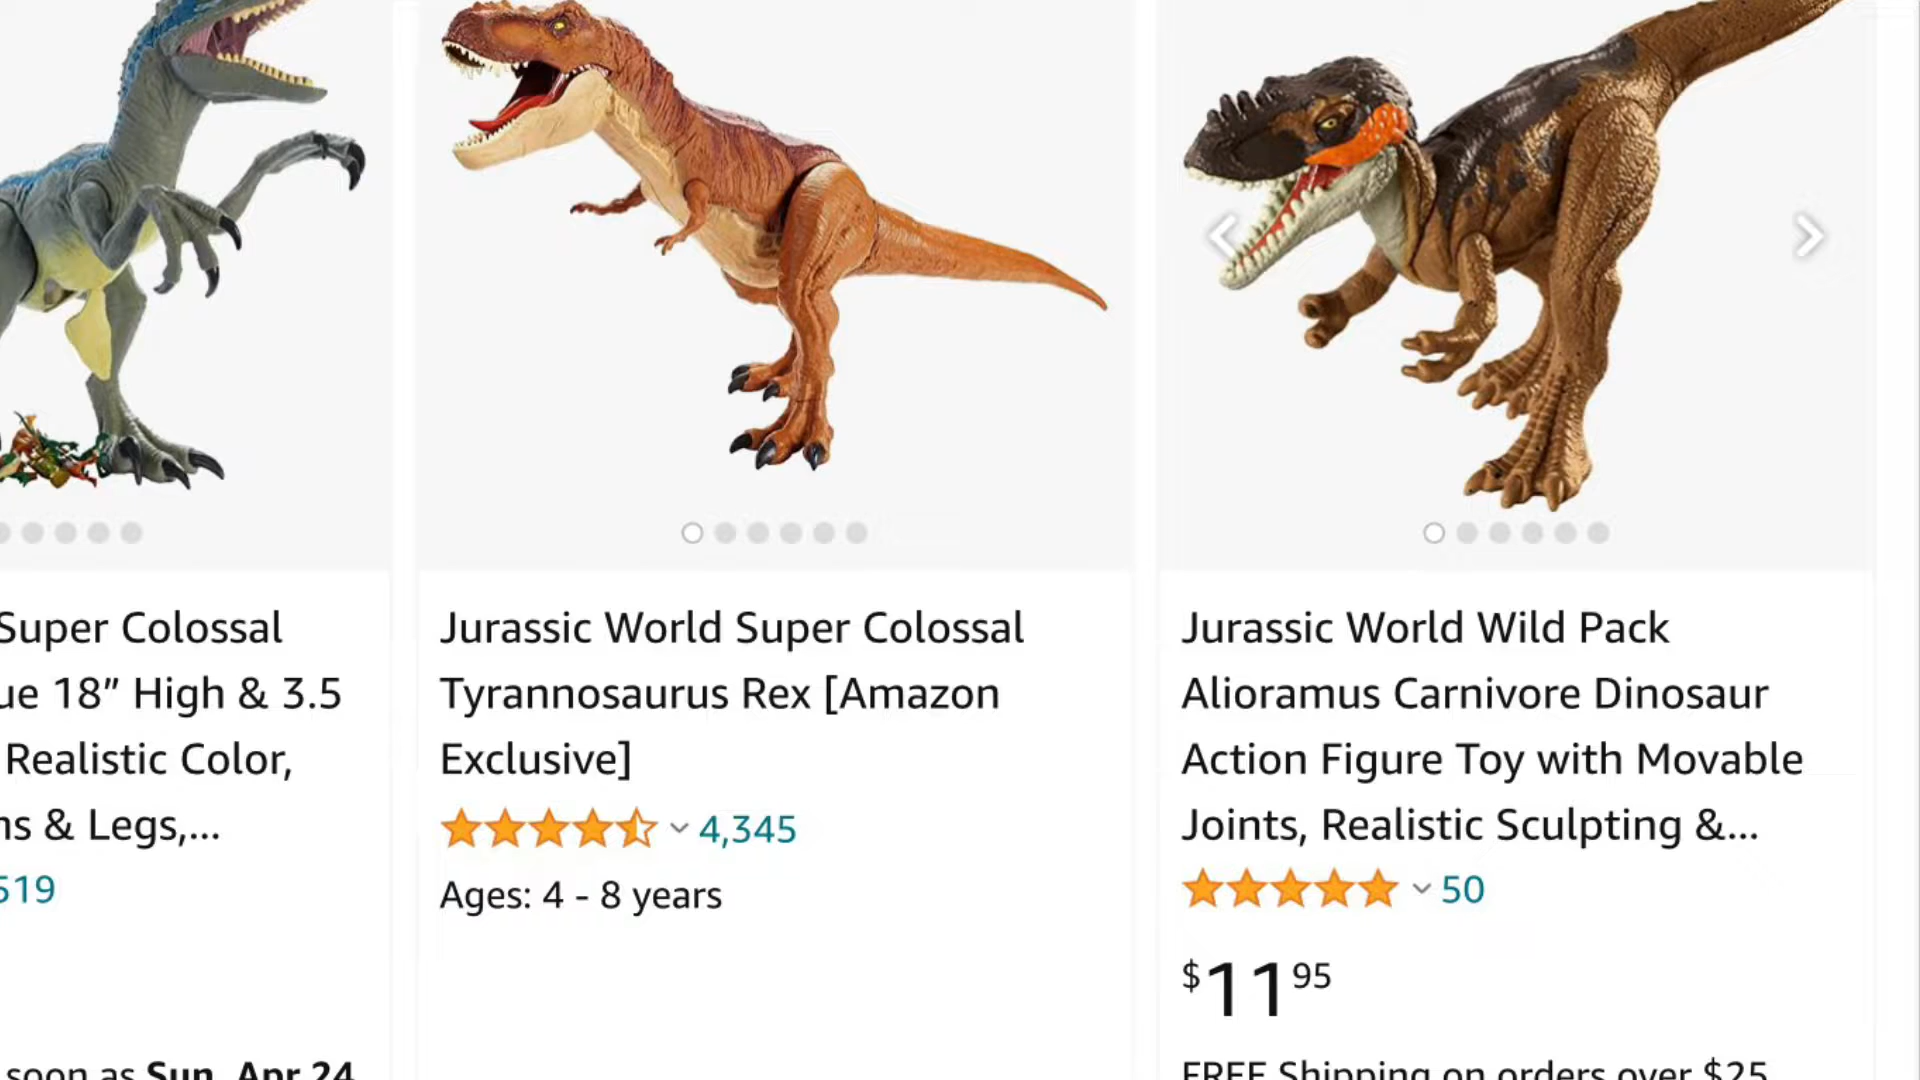 Super Colossal
ue 18” High & 3.5
Realistic Color,
ns & Legs,...
519
soon as Sun, Apr 24
Jurassic World Super Colossal
Tyrannosaurus Rex [Amazon
Exclusive]
4,345
Ages: 4 - 8 years
Jurassic World Wild Pack
Alioramus Carnivore Dinosaur
Action Figure Toy with Movable
Joints, Realistic Sculpting &...
50
$11 95
FREE Shipping on orders over $25